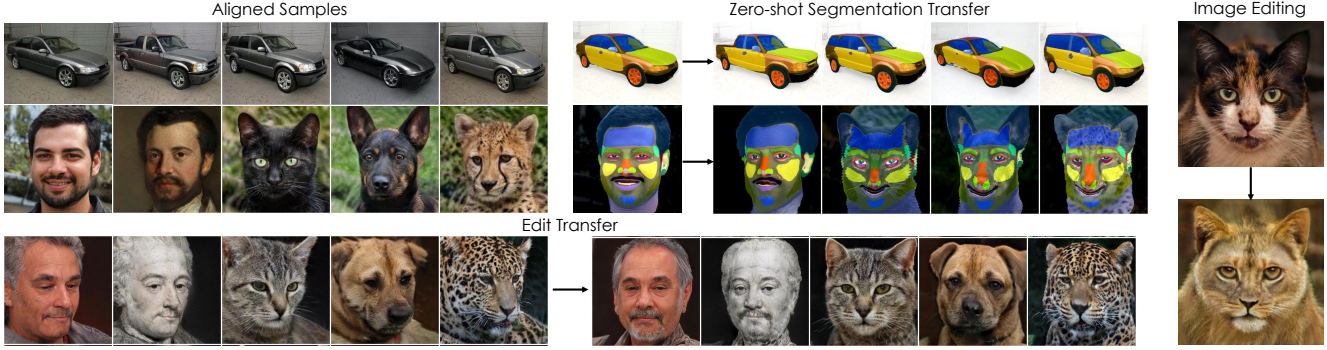 Aligned Samples
Zero-shot Segmentation Transfer
Image Editing
Edit Transfer